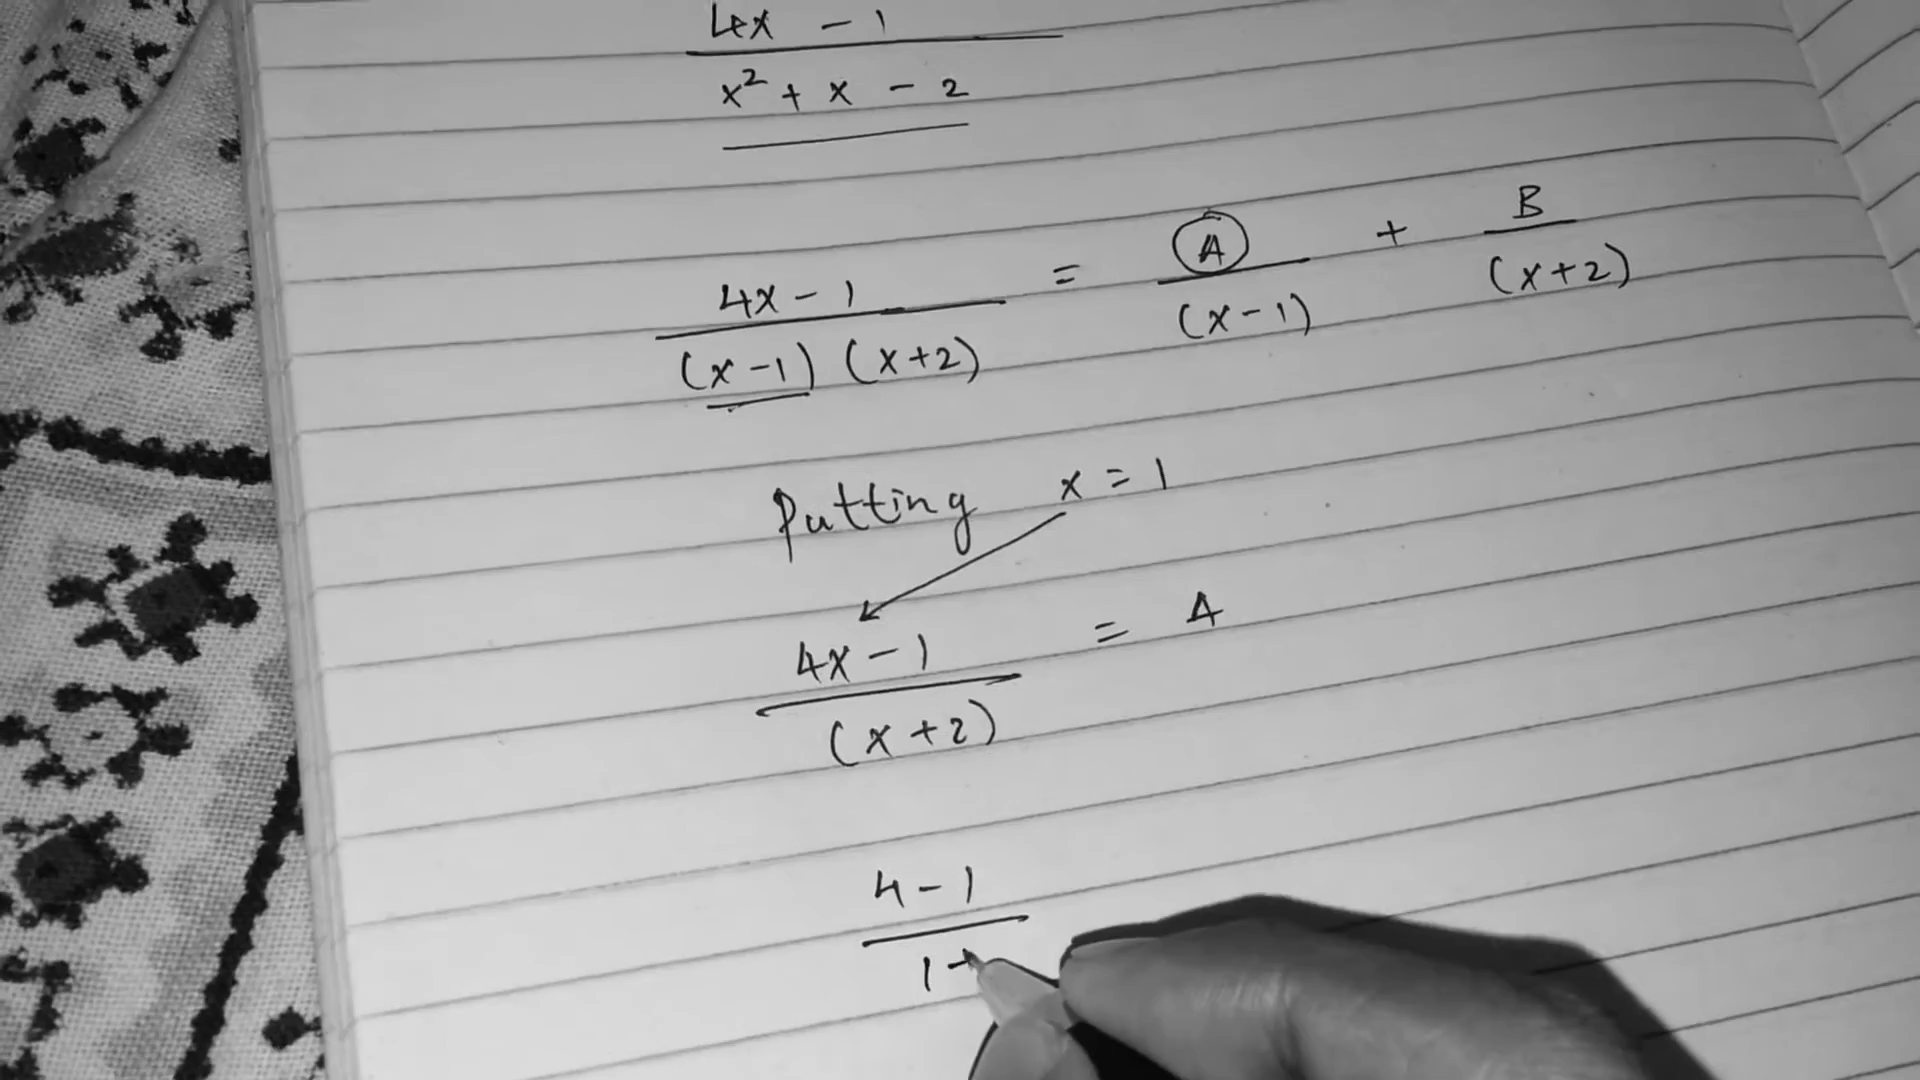 4x - 1
x² + x - 2
4x - 1 / (x - 1) (x + 2) = A / (x - 1) + B / (x + 2)
Putting x = 1
4x - 1 / (x + 2) = A
4 - 1
1 +